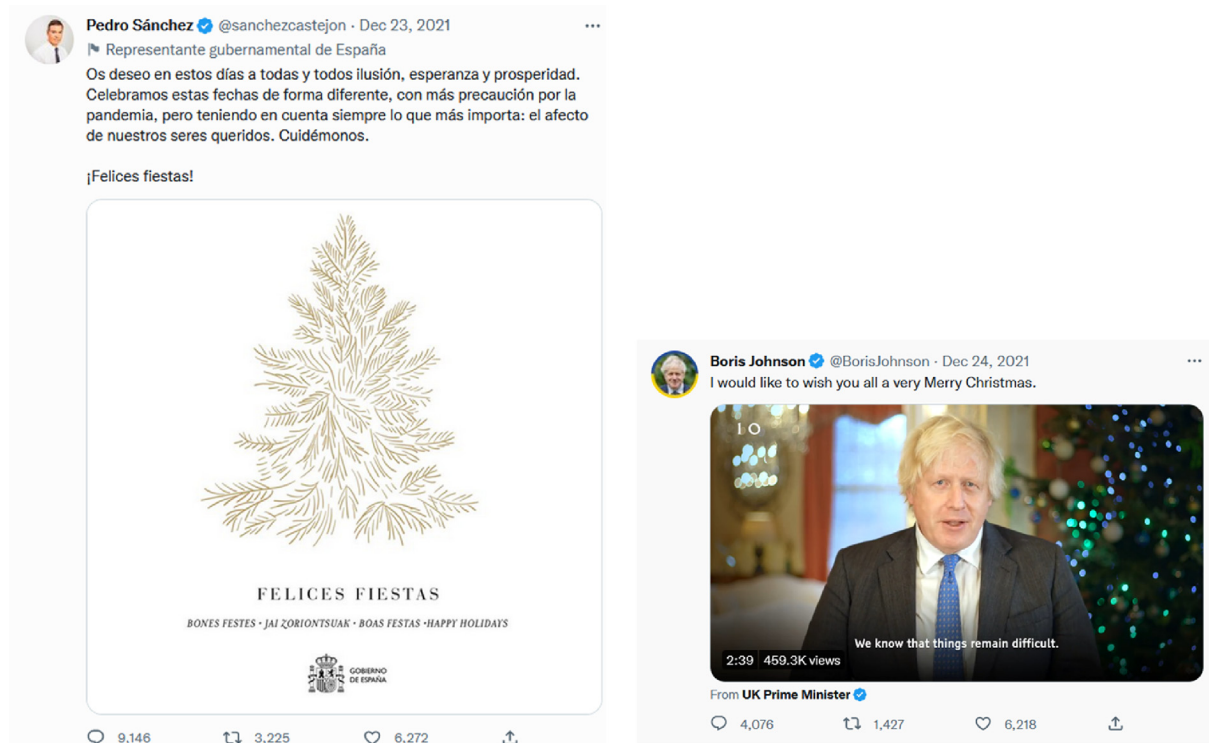 Pedro Sánchez @sanchezcastejon · Dec 23, 2021
Representante gubernamental de España
Os deseo en estos días a todas y todos ilusión, esperanza y prosperidad.
Celebramos estas fechas de forma diferente, con más precaución por la
pandemia, pero teniendo en cuenta siempre lo que más importa: el afecto
de nuestros seres queridos. Cuidémonos.
¡Felices fiestas!
FELICES FIESTAS
BONES FESTES • JAI ZORIONTSUAK • BOAS FESTAS •HAPPY HOLIDAYS
GOBIERNO
DE ESPAÑA
9,146 3,225 6,272
Boris Johnson @BorisJohnson · Dec 24, 2021
I would like to wish you all a very Merry Christmas.
10
We know that things remain difficult.
2:39 459.3K views
From UK Prime Minister
4,076 1,427 6,218